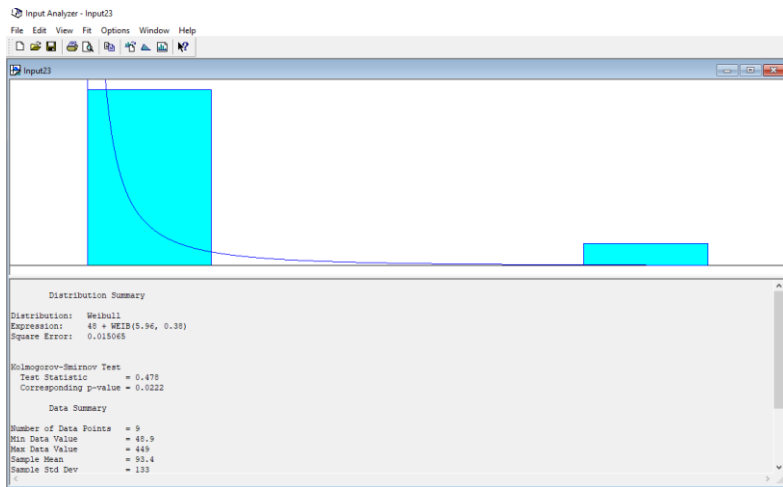 Input Analyzer - Input23
File Edit View Fit Options Window Help
Input23
Distribution Summary
Distribution: Weibull
Expression: 48 + WEIB(5.96, 0.38)
Square Error: 0.015065
Kolmogorov-Smirnov Test
Test Statistic = 0.478
Corresponding p-value = 0.0222
Data Summary
Number of Data Points = 9
Min Data Value = 48.9
Max Data Value = 449
Sample Mean = 93.4
Sample Std Dev = 133